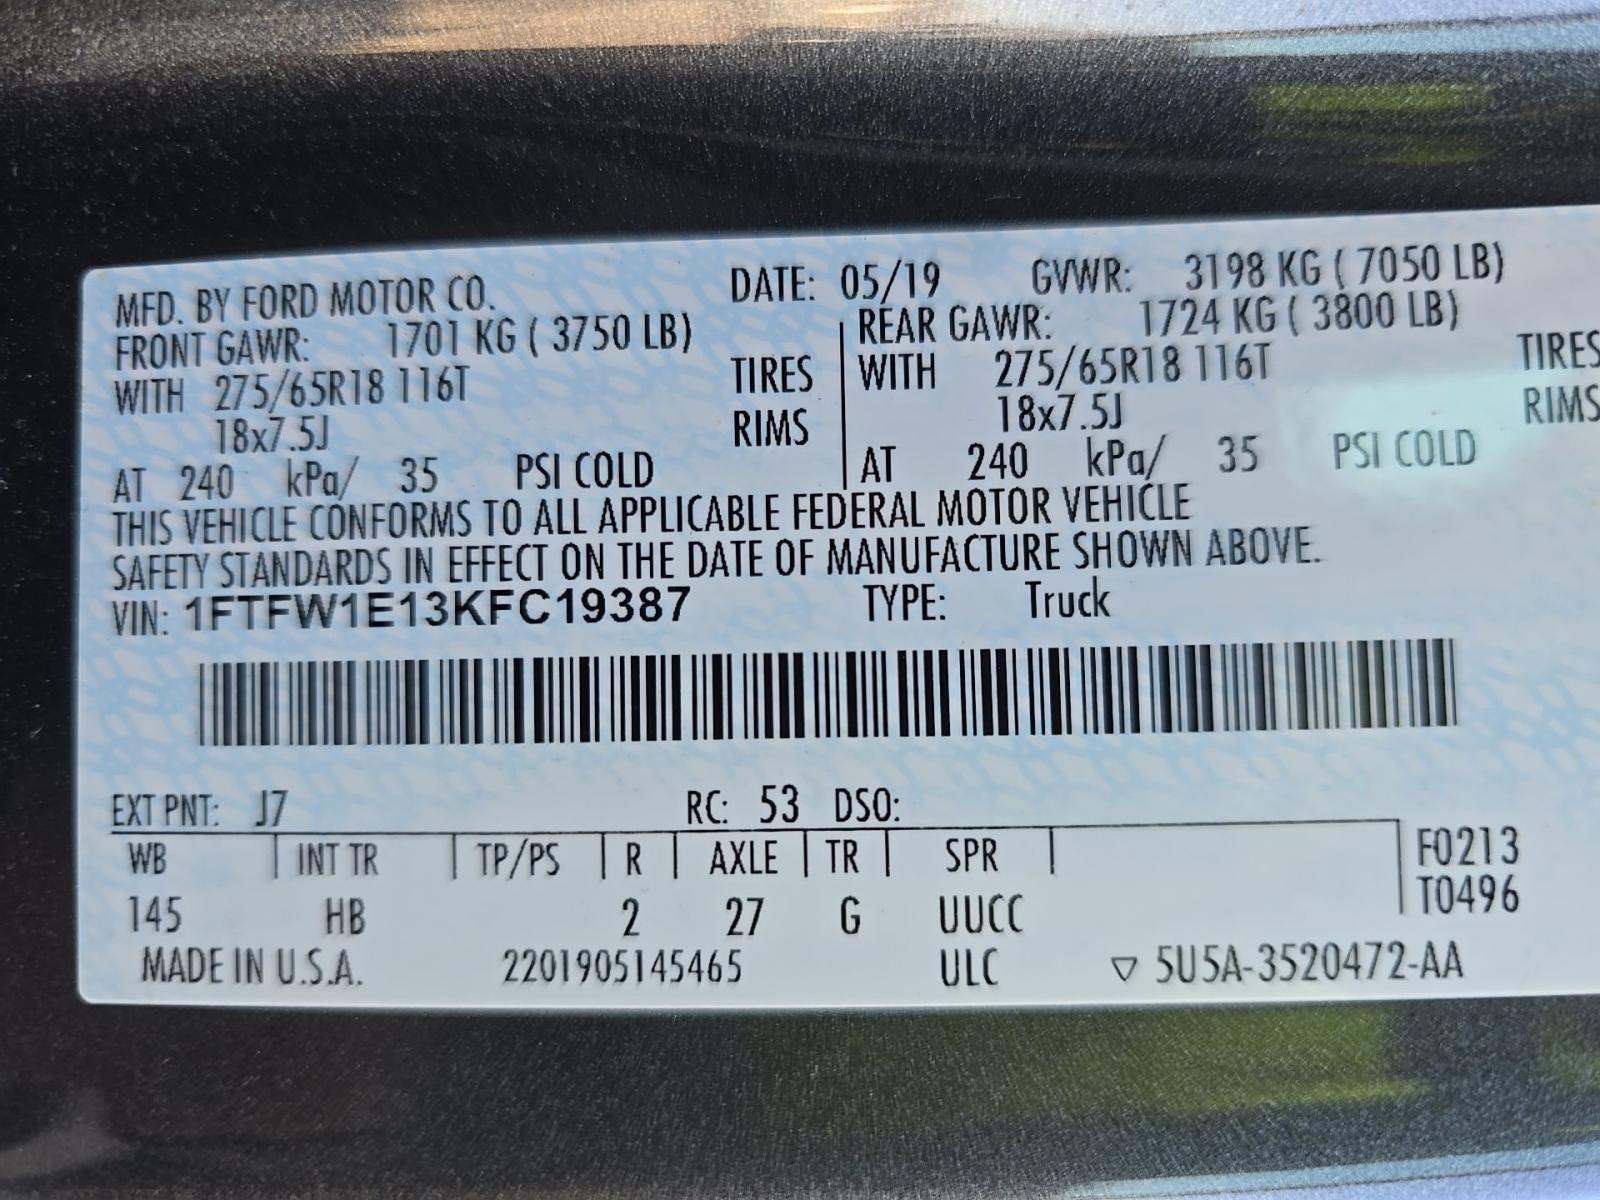 MFD. BY FORD MOTOR CO. DATE: 05/19 GVWR: 3198 KG ( 7050 LB)
FRONT GAWR: 1701 KG ( 3750 LB) REAR GAWR: 1724 KG ( 3800 LB)
WITH 275/65R18 116T TIRES WITH 275/65R18 116T TIRES
18x7.5J RIMS 18x7.5J RIMS
AT 240 kPa/ 35 PSI COLD AT 240 kPa/ 35 PSI COLD
THIS VEHICLE CONFORMS TO ALL APPLICABLE FEDERAL MOTOR VEHICLE
SAFETY STANDARDS IN EFFECT ON THE DATE OF MANUFACTURE SHOWN ABOVE.
VIN: 1FTFW1E13KFC19387 TYPE: Truck
EXT PNT: J7 RC: 53 DSO:
WB INT TR TP/PS R AXLE TR SPR F0213
145 HB 2 27 G UUCC T0496
MADE IN U.S.A. 2201905145465 ULC ▽ 5U5A-3520472-AA